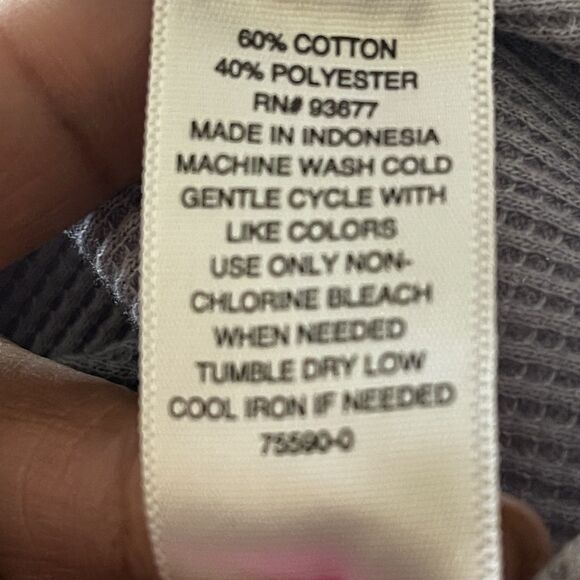 60% COTTON
40% POLYESTER
RN# 93677
MADE IN INDONESIA
MACHINE WASH COLD
GENTLE CYCLE WITH
LIKE COLORS
USE ONLY NON-
CHLORINE BLEACH
WHEN NEEDED
TUMBLE DRY LOW
COOL IRON IF NEEDED
75590-0